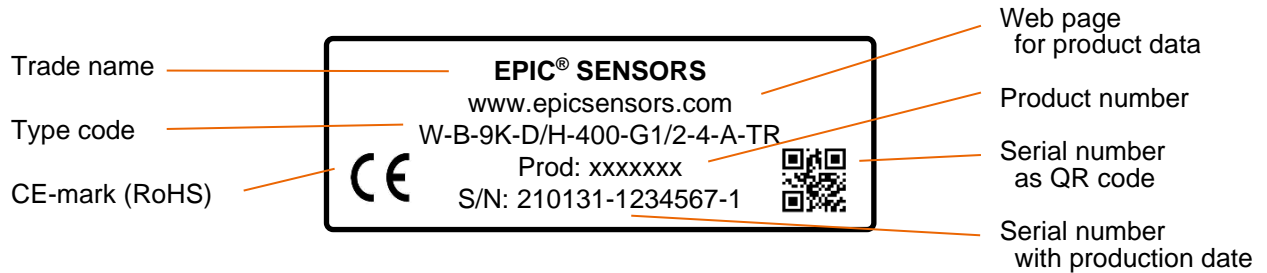 Trade name
Type code
CE-mark (RoHS)
EPIC® SENSORS
www.epicsensors.com
W-B-9K-D/H-400-G1/2-4-A-TR
Prod: xxxxxxx
S/N: 210131-1234567-1
CE
Web page
for product data
Product number
Serial number
as QR code
Serial number
with production date